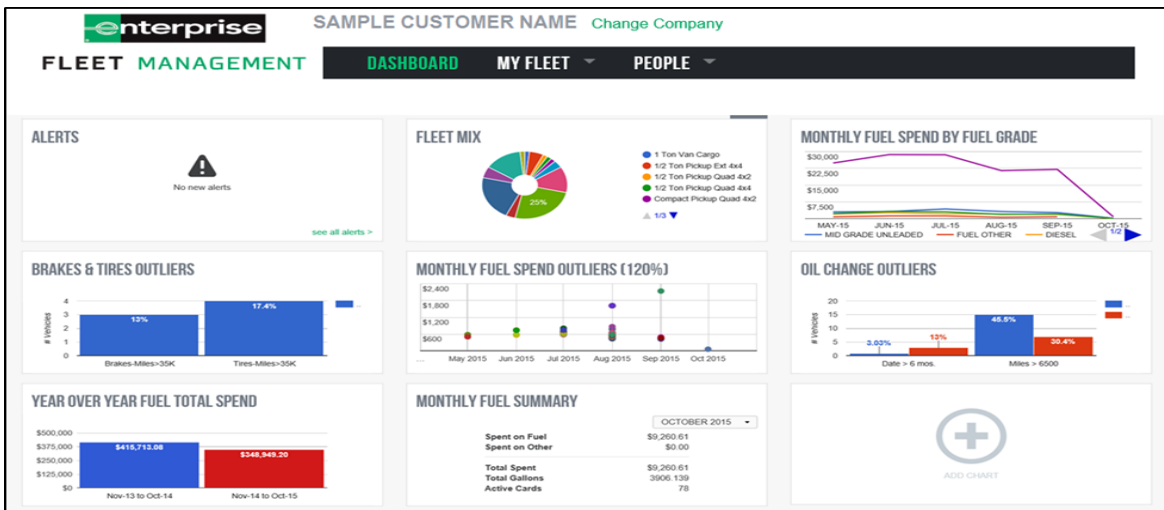 enterprise
SAMPLE CUSTOMER NAME Change Company
FLEET MANAGEMENT
DASHBOARD MY FLEET PEOPLE
ALERTS
No new alerts
see all alerts >
FLEET MIX
25%
1 Ton Van Cargo
1/2 Ton Pickup Ext 4x4
1/2 Ton Pickup Quad 4x2
1/2 Ton Pickup Quad 4x4
Compact Pickup Quad 4x2
1/3
MONTHLY FUEL SPEND BY FUEL GRADE
$30,000
$22,500
$15,000
$7,500
MAY-15 JUN-15 JUL-15 AUG-15 SEP-15 OCT-15
MID GRADE UNLEADED FUEL OTHER DIESEL 1/2
BRAKES & TIRES OUTLIERS
# Vehicles
4
3
2
1
0
13%
17.4%
...
Brakes-Miles>35K Tires-Miles>35K
MONTHLY FUEL SPEND OUTLIERS (120%)
$2,400
$1,800
$1,200
$600
...
May 2015 Jun 2015 Jul 2015 Aug 2015 Sep 2015 Oct 2015
OIL CHANGE OUTLIERS
# Vehicles
20
15
10
5
0
3.03%
13%
45.5%
30.4%
...
...
Date > 6 mos. Miles > 6500
YEAR OVER YEAR FUEL TOTAL SPEND
$500,000
$375,000
$250,000
$125,000
$0
$415,713.08
$348,949.20
Nov-13 to Oct-14 Nov-14 to Oct-15
MONTHLY FUEL SUMMARY
OCTOBER 2015
Spent on Fuel $9,260.61
Spent on Other $0.00
Total Spent $9,260.61
Total Gallons 3906.139
Active Cards 78
ADD CHART